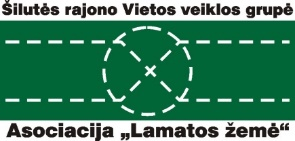 Šilutės rajono Vietos veiklos grupė
Asociacija „Lamatos žemė“